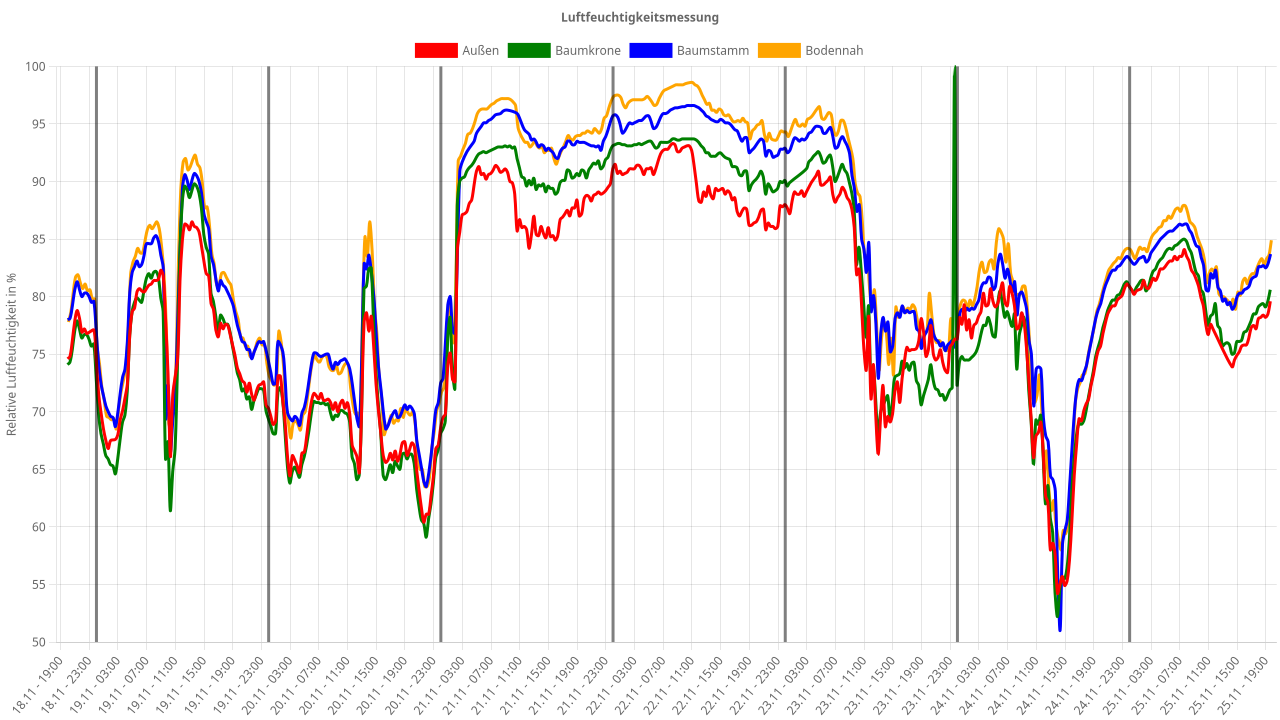 Luftfeuchtigkeitsmessung
Außen Baumkrone Baumstamm Bodennah
Relative Luftfeuchtigkeit in %
100
95
90
85
80
75
70
65
60
55
50
18.11 - 19:00
18.11 - 23:00
19.11 - 03:00
19.11 - 07:00
19.11 - 11:00
19.11 - 15:00
19.11 - 19:00
19.11 - 23:00
20.11 - 03:00
20.11 - 07:00
20.11 - 11:00
20.11 - 15:00
20.11 - 19:00
20.11 - 23:00
21.11 - 03:00
21.11 - 07:00
21.11 - 11:00
21.11 - 15:00
21.11 - 19:00
21.11 - 23:00
22.11 - 03:00
22.11 - 07:00
22.11 - 11:00
22.11 - 15:00
22.11 - 19:00
22.11 - 23:00
23.11 - 03:00
23.11 - 07:00
23.11 - 11:00
23.11 - 15:00
23.11 - 19:00
23.11 - 23:00
24.11 - 03:00
24.11 - 07:00
24.11 - 11:00
24.11 - 15:00
24.11 - 19:00
24.11 - 23:00
25.11 - 03:00
25.11 - 07:00
25.11 - 11:00
25.11 - 15:00
25.11 - 19:00